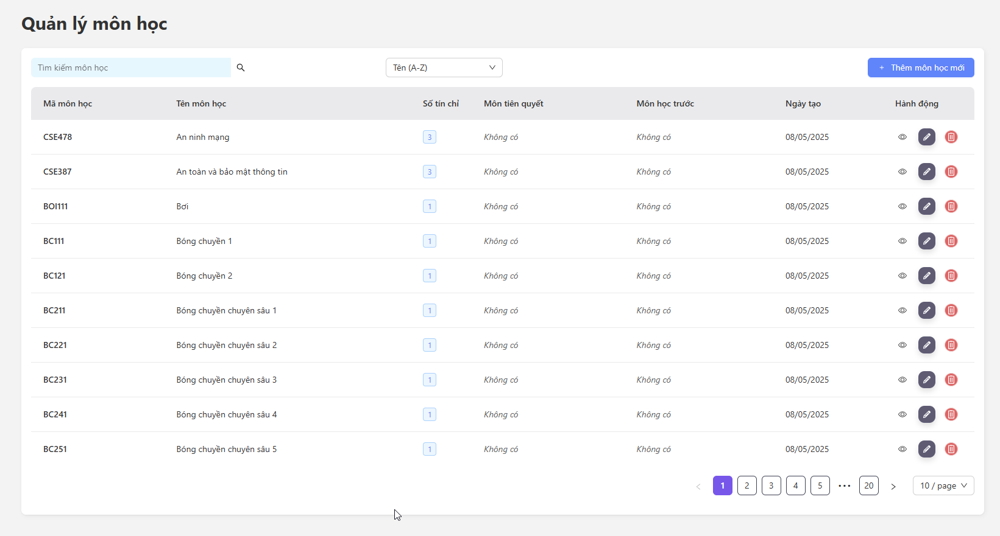 Quản lý môn học
Tìm kiếm môn học
Tên (A-Z)
+ Thêm môn học mới
Mã môn học Tên môn học Số tín chỉ Môn tiên quyết Môn học trước Ngày tạo Hành động
CSE478 An ninh mạng 3 Không có Không có 08/05/2025
CSE387 An toàn và bảo mật thông tin 3 Không có Không có 08/05/2025
BOI111 Bơi 1 Không có Không có 08/05/2025
BC111 Bóng chuyền 1 1 Không có Không có 08/05/2025
BC121 Bóng chuyền 2 1 Không có Không có 08/05/2025
BC211 Bóng chuyền chuyên sâu 1 1 Không có Không có 08/05/2025
BC221 Bóng chuyền chuyên sâu 2 1 Không có Không có 08/05/2025
BC231 Bóng chuyền chuyên sâu 3 1 Không có Không có 08/05/2025
BC241 Bóng chuyền chuyên sâu 4 1 Không có Không có 08/05/2025
BC251 Bóng chuyền chuyên sâu 5 1 Không có Không có 08/05/2025
< 1 2 3 4 5 ••• 20 > 10 / page